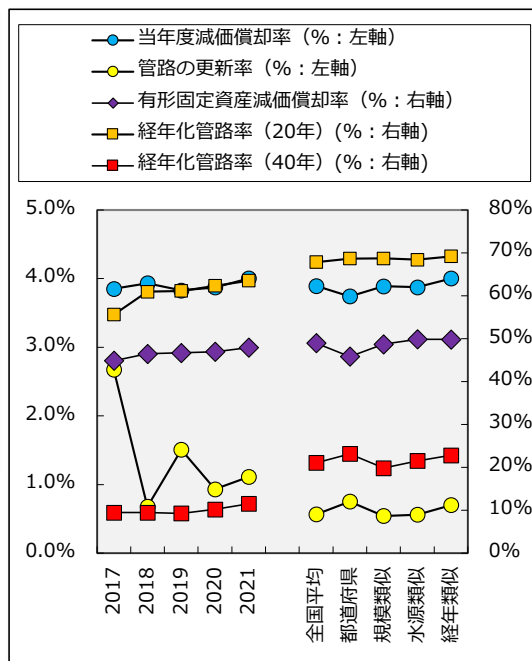 当年度減価償却率（%：左軸）
管路の更新率（%：左軸）
有形固定資産減価償却率（%：右軸）
経年化管路率（20年）(%：右軸)
経年化管路率（40年）(%：右軸)
5.0%
4.0%
3.0%
2.0%
1.0%
0.0%
80%
70%
60%
50%
40%
30%
20%
10%
0%
2017
2018
2019
2020
2021
全国平均
都道府県
規模類似
水源類似
経年類似